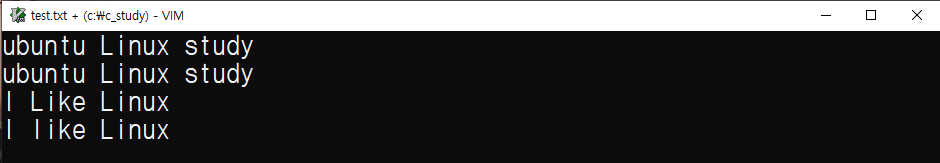 test.txt + (c:\c_study) - VIM
ubuntu Linux study
ubuntu Linux study
I Like Linux
I like Linux